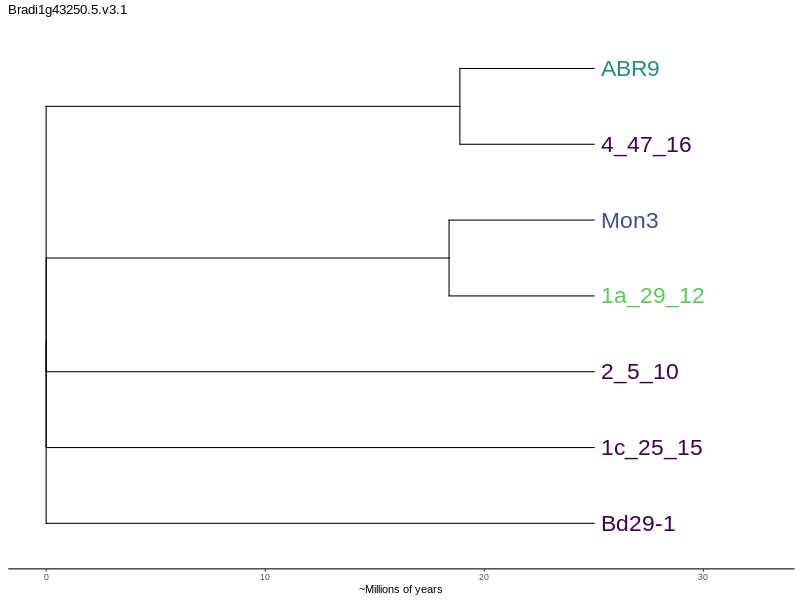 Bradi1g43250.5.v3.1
ABR9
4_47_16
Mon3
1a_29_12
2_5_10
1c_25_15
Bd29-1
0 10 20 30
~Millions of years